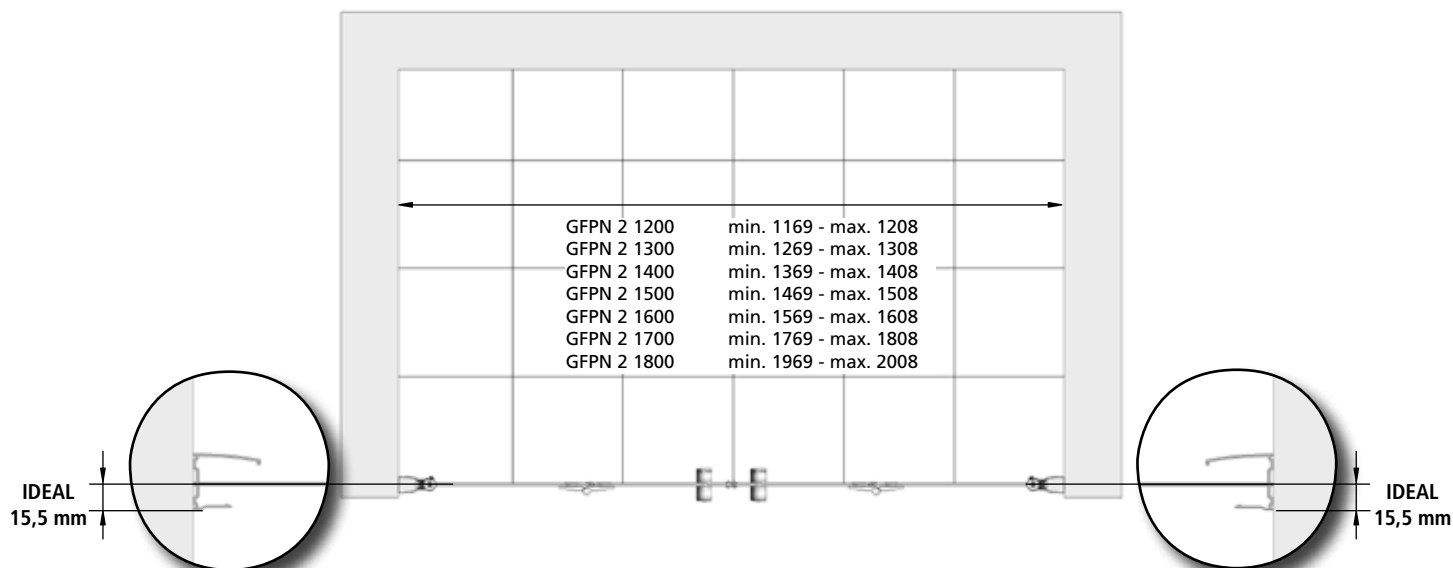 GFPN 2 1200 min. 1169 - max. 1208
GFPN 2 1300 min. 1269 - max. 1308
GFPN 2 1400 min. 1369 - max. 1408
GFPN 2 1500 min. 1469 - max. 1508
GFPN 2 1600 min. 1569 - max. 1608
GFPN 2 1700 min. 1769 - max. 1808
GFPN 2 1800 min. 1969 - max. 2008
IDEAL
15,5 mm
IDEAL
15,5 mm